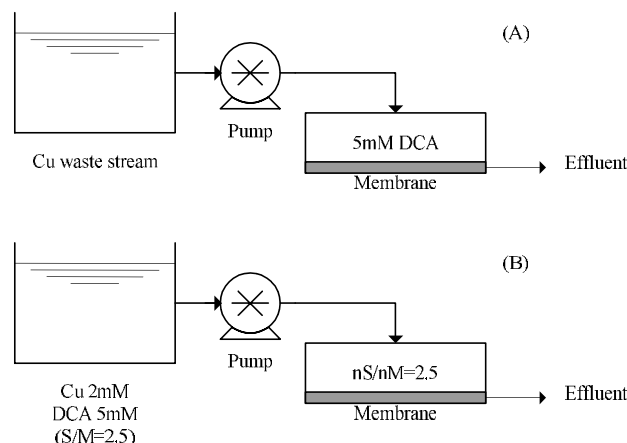 (A)
Pump
5mM DCA
Cu waste stream
Effluent
Membrane
(B)
Pump
nS/nM=2.5
Cu 2mM
DCA 5mM
(S/M=2.5)
Effluent
Membrane